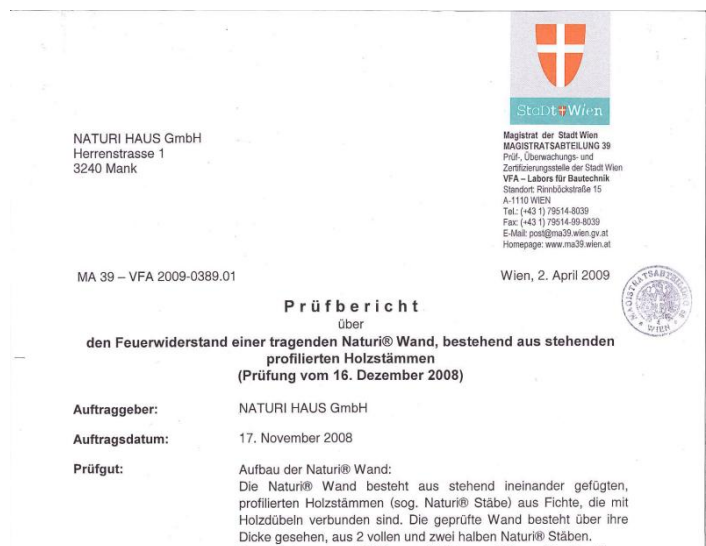 StaDt Wien
NATURI HAUS GmbH
Herrenstrasse 1
3240 Mank
Magistrat der Stadt Wien
MAGISTRATSABTEILUNG 39
Prüf-, Überwachungs- und
Zertifizierungsstelle der Stadt Wien
VFA – Labors für Bautechnik
Standort: Rinnböckstraße 15
A-1110 WIEN
Tel.: (+43 1) 79514-8039
Fax: (+43 1) 79514-99-8039
E-Mail: post@ma39.wien.gv.at
Homepage: www.ma39.wien.at
MA 39 – VFA 2009-0389.01
Wien, 2. April 2009
MAGISTRATSABTEILUNG 39
WIEN
Prüfbericht
über
den Feuerwiderstand einer tragenden Naturi® Wand, bestehend aus stehenden
profilierten Holzstämmen
(Prüfung vom 16. Dezember 2008)
Auftraggeber: NATURI HAUS GmbH
Auftragsdatum: 17. November 2008
Prüfgut: Aufbau der Naturi® Wand:
Die Naturi® Wand besteht aus stehend ineinander gefügten,
profilierten Holzstämmen (sog. Naturi® Stäbe) aus Fichte, die mit
Holzdübeln verbunden sind. Die geprüfte Wand besteht über ihre
Dicke gesehen, aus 2 vollen und zwei halben Naturi® Stäben.